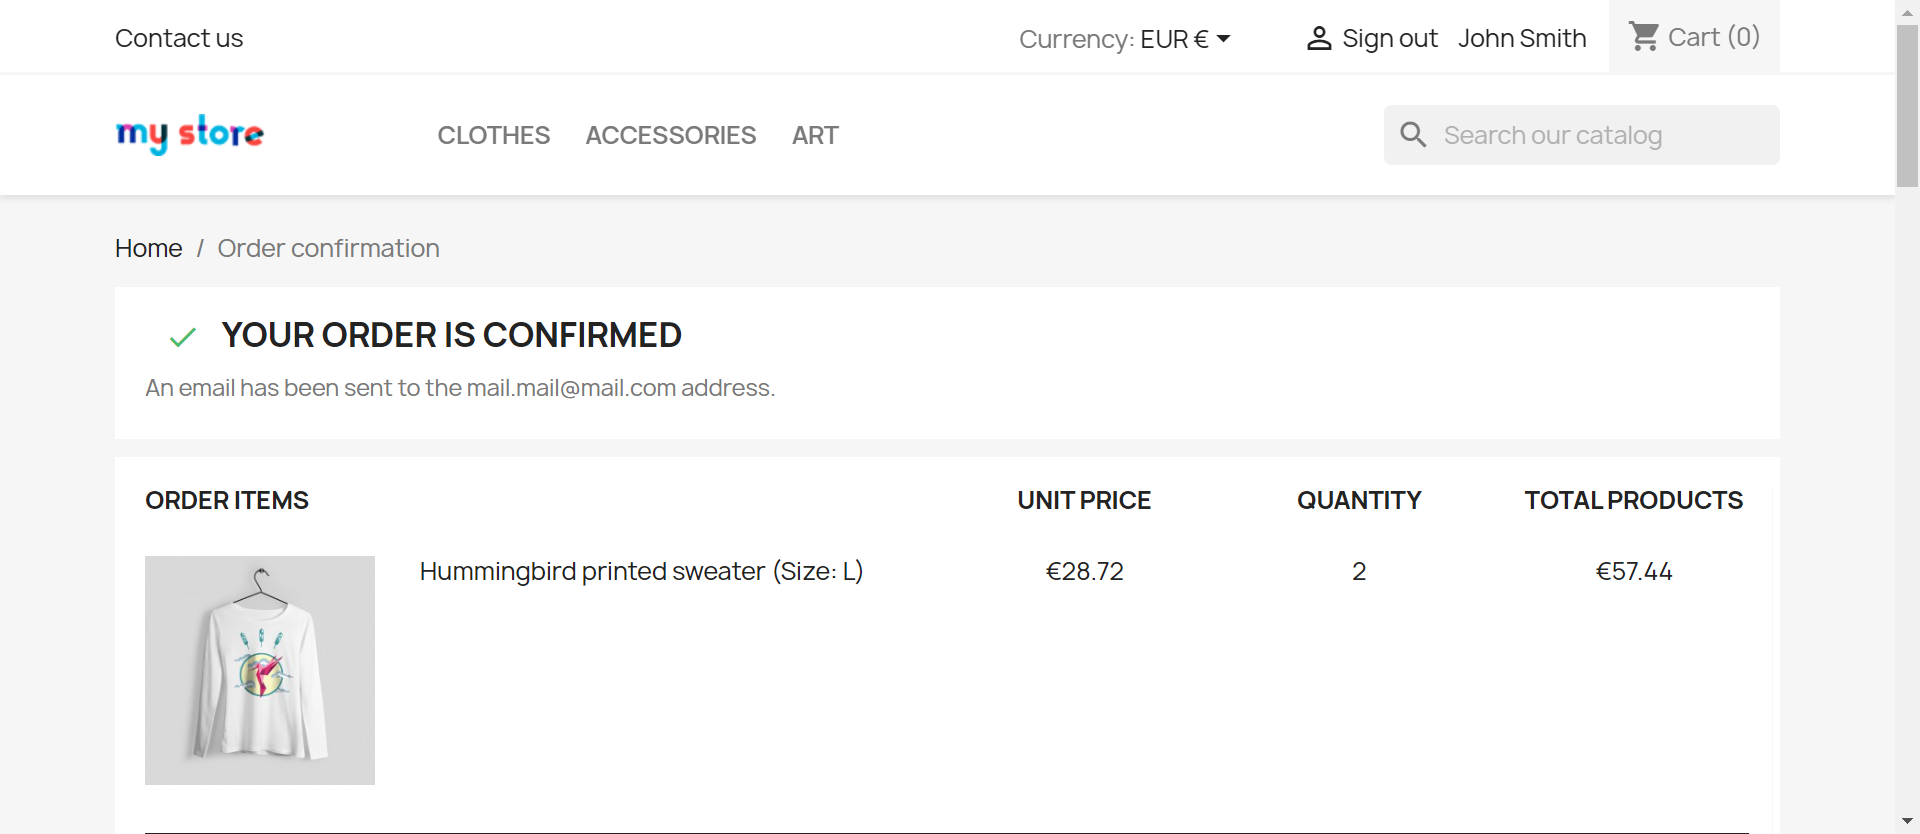 Contact us
Currency: EUR € Sign out John Smith Cart (0)
my store
CLOTHES ACCESSORIES ART
Search our catalog
Home / Order confirmation
YOUR ORDER IS CONFIRMED
An email has been sent to the mail.mail@mail.com address.
ORDER ITEMS UNIT PRICE QUANTITY TOTAL PRODUCTS
Hummingbird printed sweater (Size: L) €28.72 2 €57.44